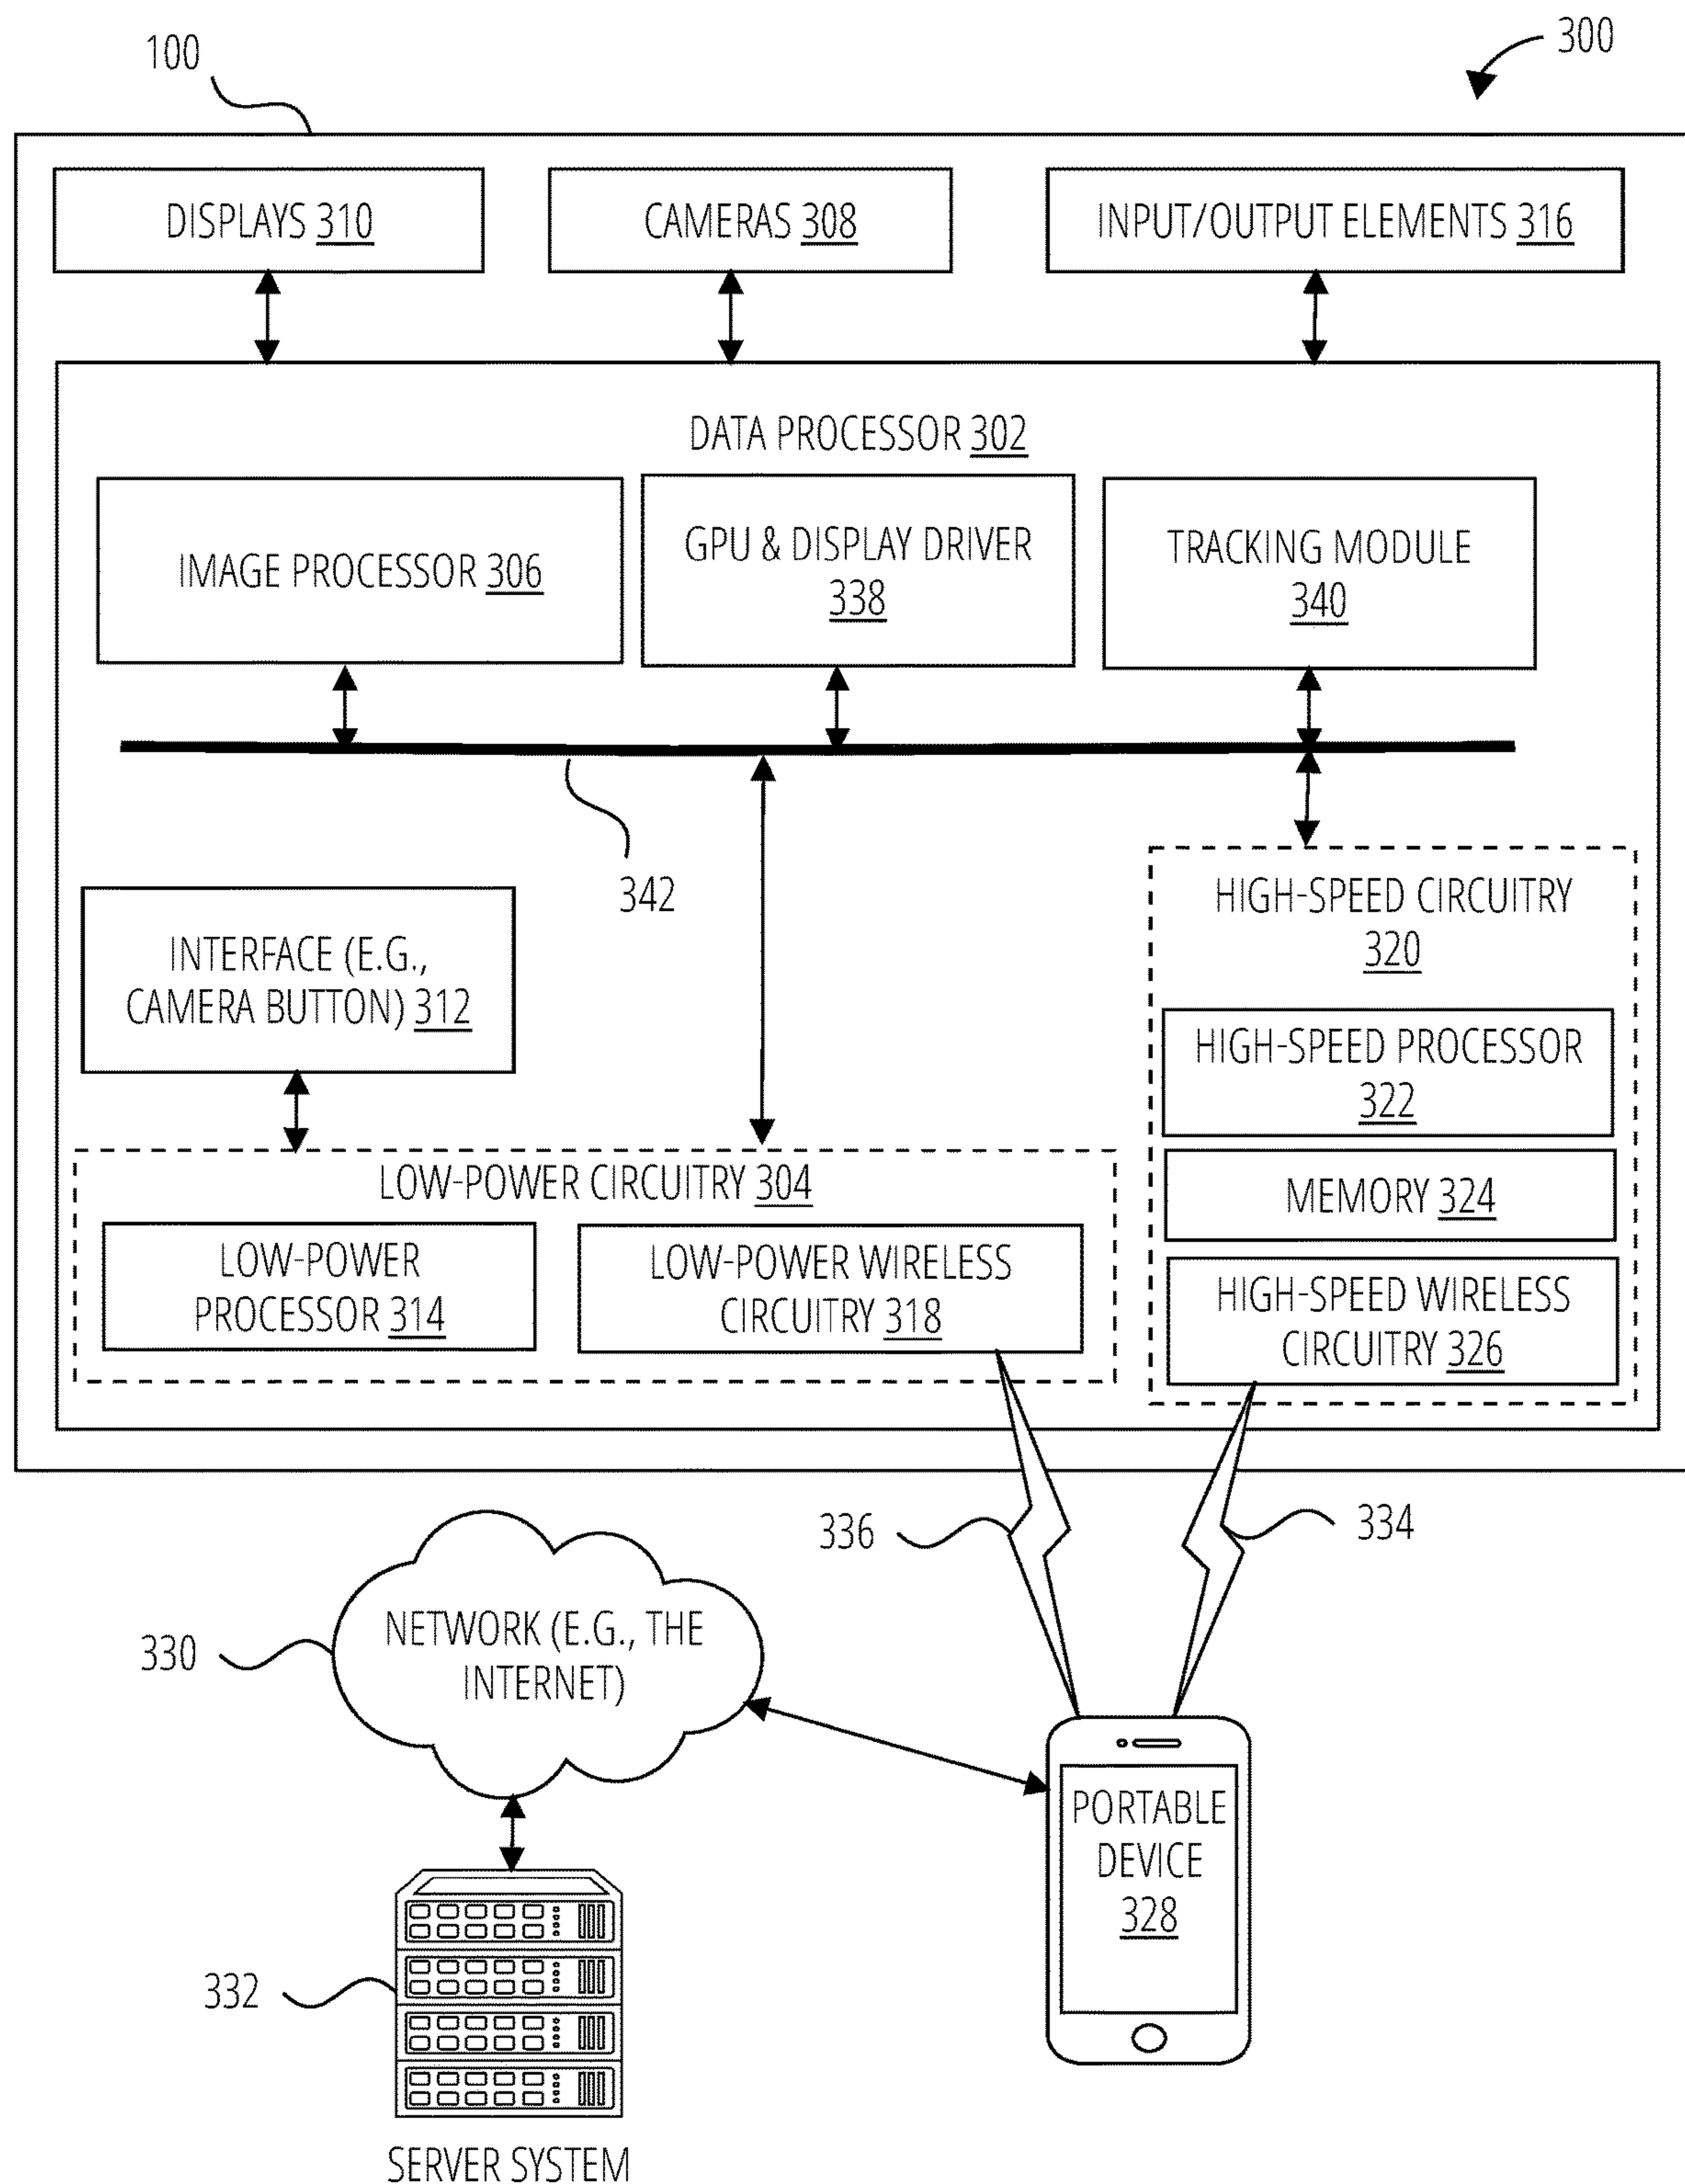 100
300
DISPLAYS 310
CAMERAS 308
INPUT/OUTPUT ELEMENTS 316
DATA PROCESSOR 302
IMAGE PROCESSOR 306
GPU & DISPLAY DRIVER
338
TRACKING MODULE
340
342
INTERFACE (E.G.,
CAMERA BUTTON) 312
HIGH-SPEED CIRCUITRY
320
HIGH-SPEED PROCESSOR
322
MEMORY 324
HIGH-SPEED WIRELESS
CIRCUITRY 326
LOW-POWER CIRCUITRY 304
LOW-POWER
PROCESSOR 314
LOW-POWER WIRELESS
CIRCUITRY 318
336
334
330
NETWORK (E.G., THE
INTERNET)
PORTABLE
DEVICE
328
332
SERVER SYSTEM